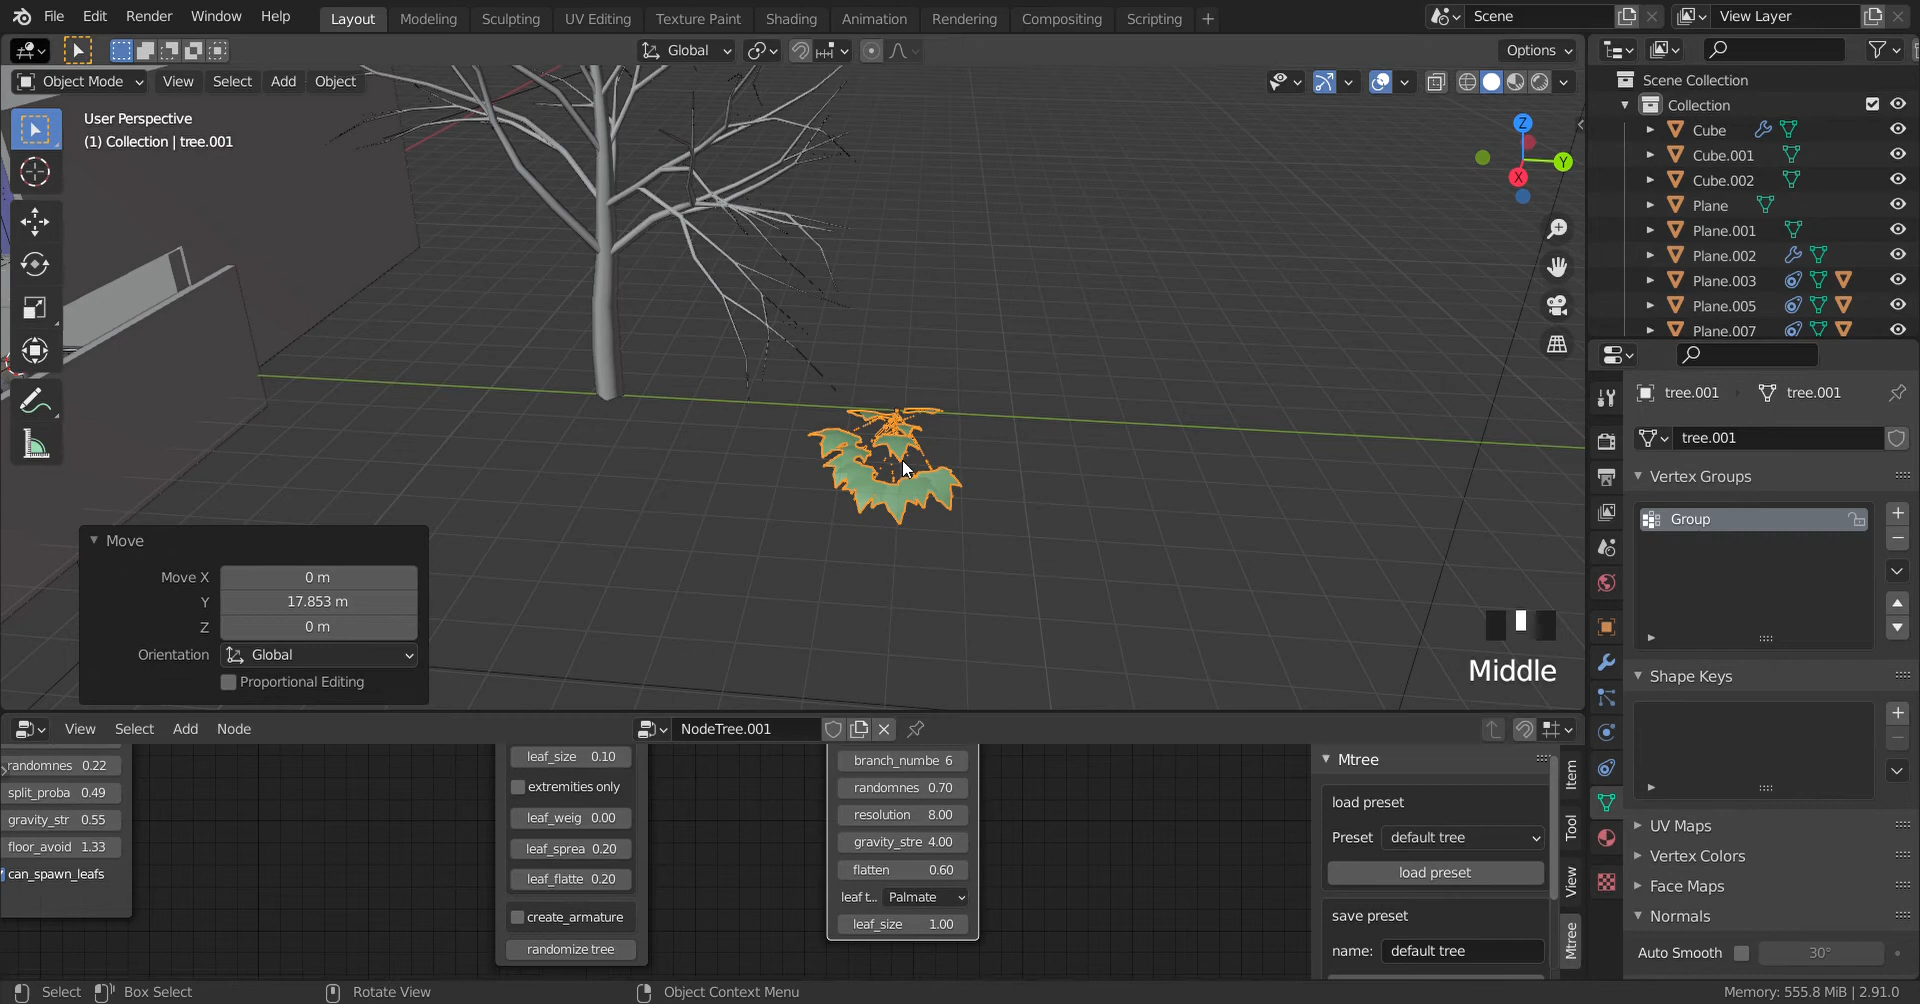 File Edit Render Window Help Layout Modeling Sculpting UV Editing Texture Paint Shading Animation Rendering Compositing Scripting + Scene View Layer
Global Options
Object Mode View Select Add Object
User Perspective
(1) Collection | tree.001
Z
Y
X
Move
Move X 0 m
Y 17.853 m
Z 0 m
Orientation Global
Proportional Editing
Middle
Scene Collection
Collection
Cube
Cube.001
Cube.002
Plane
Plane.001
Plane.002
Plane.003
Plane.005
Plane.007
tree.001 tree.001
tree.001
Vertex Groups
Group
Shape Keys
UV Maps
Vertex Colors
Face Maps
Normals
Auto Smooth 30°
View Select Add Node NodeTree.001
randomnes 0.22
split_proba 0.49
gravity_str 0.55
floor_avoid 1.33
can_spawn_leafs
leaf_size 0.10
extremities only
leaf_weig 0.00
leaf_sprea 0.20
leaf_flatte 0.20
create_armature
randomize tree
branch_numbe 6
randomnes 0.70
resolution 8.00
gravity_stre 4.00
flatten 0.60
leaf t... Palmate
leaf_size 1.00
Mtree
load preset
Preset default tree
load preset
save preset
name: default tree
Item
Tool
View
Mtree
Select Box Select Rotate View Object Context Menu Memory: 555.8 MiB | 2.91.0